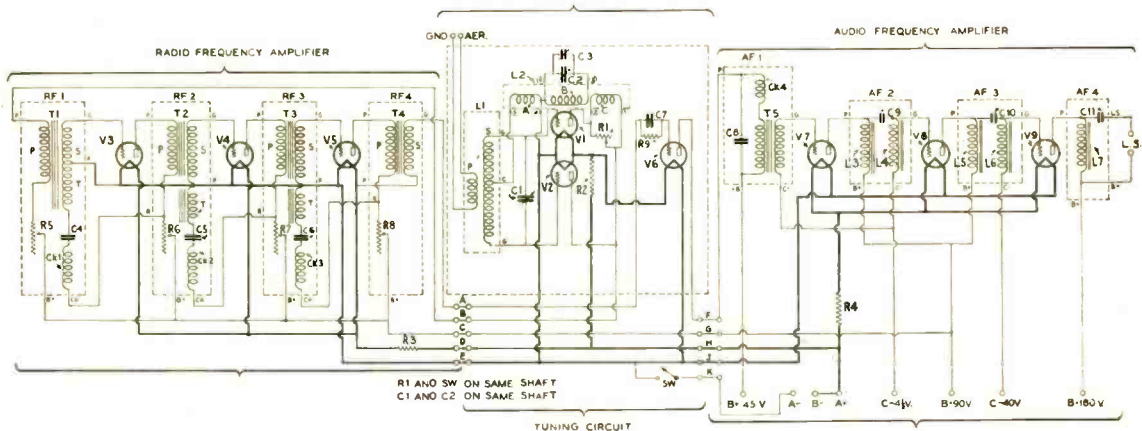 GND AER.
RADIO FREQUENCY AMPLIFIER
AUDIO FREQUENCY AMPLIFIER
RF 1 RF 2 RF 3 RF 4
T1 T2 T3 T4
V3 V4 V5
P S T
R5 R6 R7 R8
C4 C5 C6
CK1 CK2 CK3
R3
L1 L2 C3 C2
A B C
C1 V1 V2 R1 R2
C7 R9 V6
A
B
C
D
E
F
G
H
J
K
SW
R1 AND SW ON SAME SHAFT
C1 AND C2 ON SAME SHAFT
TUNING CIRCUIT
AF 1 AF 2 AF 3 AF 4
CK4 C8 T5 V7
C9 L3 L4 V8
C10 L5 L6 V9
C11 L7 L.S.
R4
B+45 V. A- B- A+ C-4½V. B+90V C-40V. B+180 V.